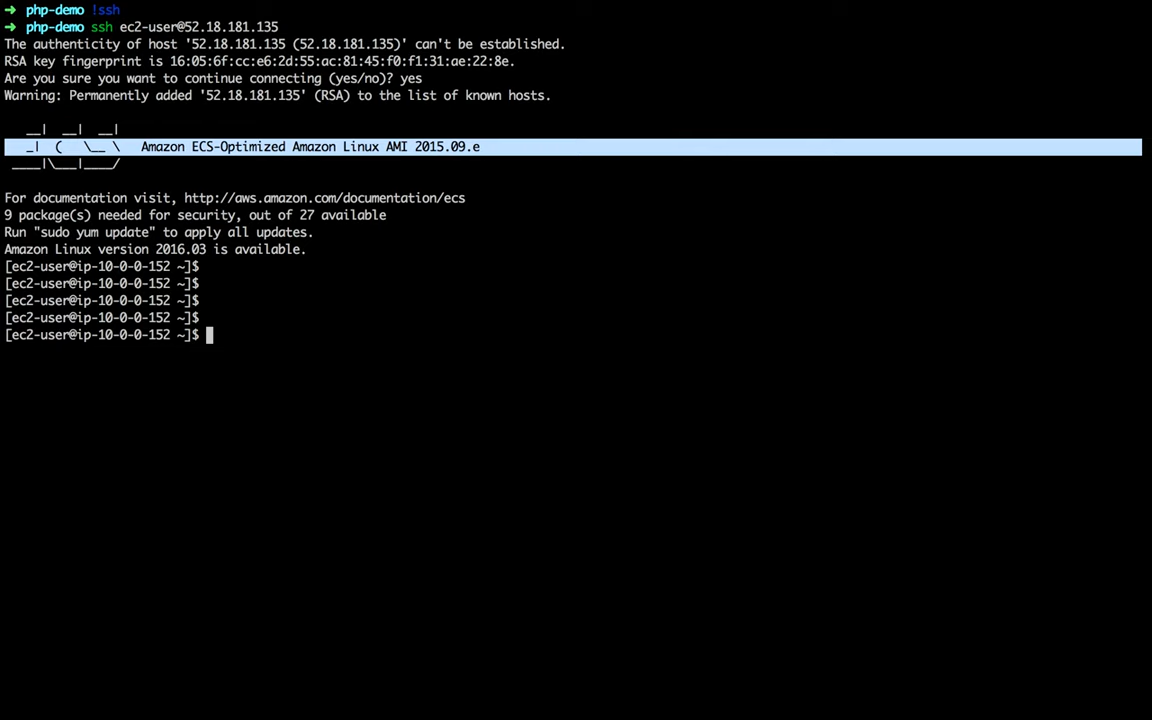 ➜  php-demo !ssh
➜  php-demo ssh ec2-user@52.18.181.135
The authenticity of host '52.18.181.135 (52.18.181.135)' can't be established.
RSA key fingerprint is 16:05:6f:cc:e6:2d:55:ac:81:45:f0:f1:31:ae:22:8e.
Are you sure you want to continue connecting (yes/no)? yes
Warning: Permanently added '52.18.181.135' (RSA) to the list of known hosts.
   __|  __|  __|
   _|  (   \__ \   Amazon ECS-Optimized Amazon Linux AMI 2015.09.e
 ____|\___|____/
For documentation visit, http://aws.amazon.com/documentation/ecs
9 package(s) needed for security, out of 27 available
Run "sudo yum update" to apply all updates.
Amazon Linux version 2016.03 is available.
[ec2-user@ip-10-0-0-152 ~]$
[ec2-user@ip-10-0-0-152 ~]$
[ec2-user@ip-10-0-0-152 ~]$
[ec2-user@ip-10-0-0-152 ~]$
[ec2-user@ip-10-0-0-152 ~]$